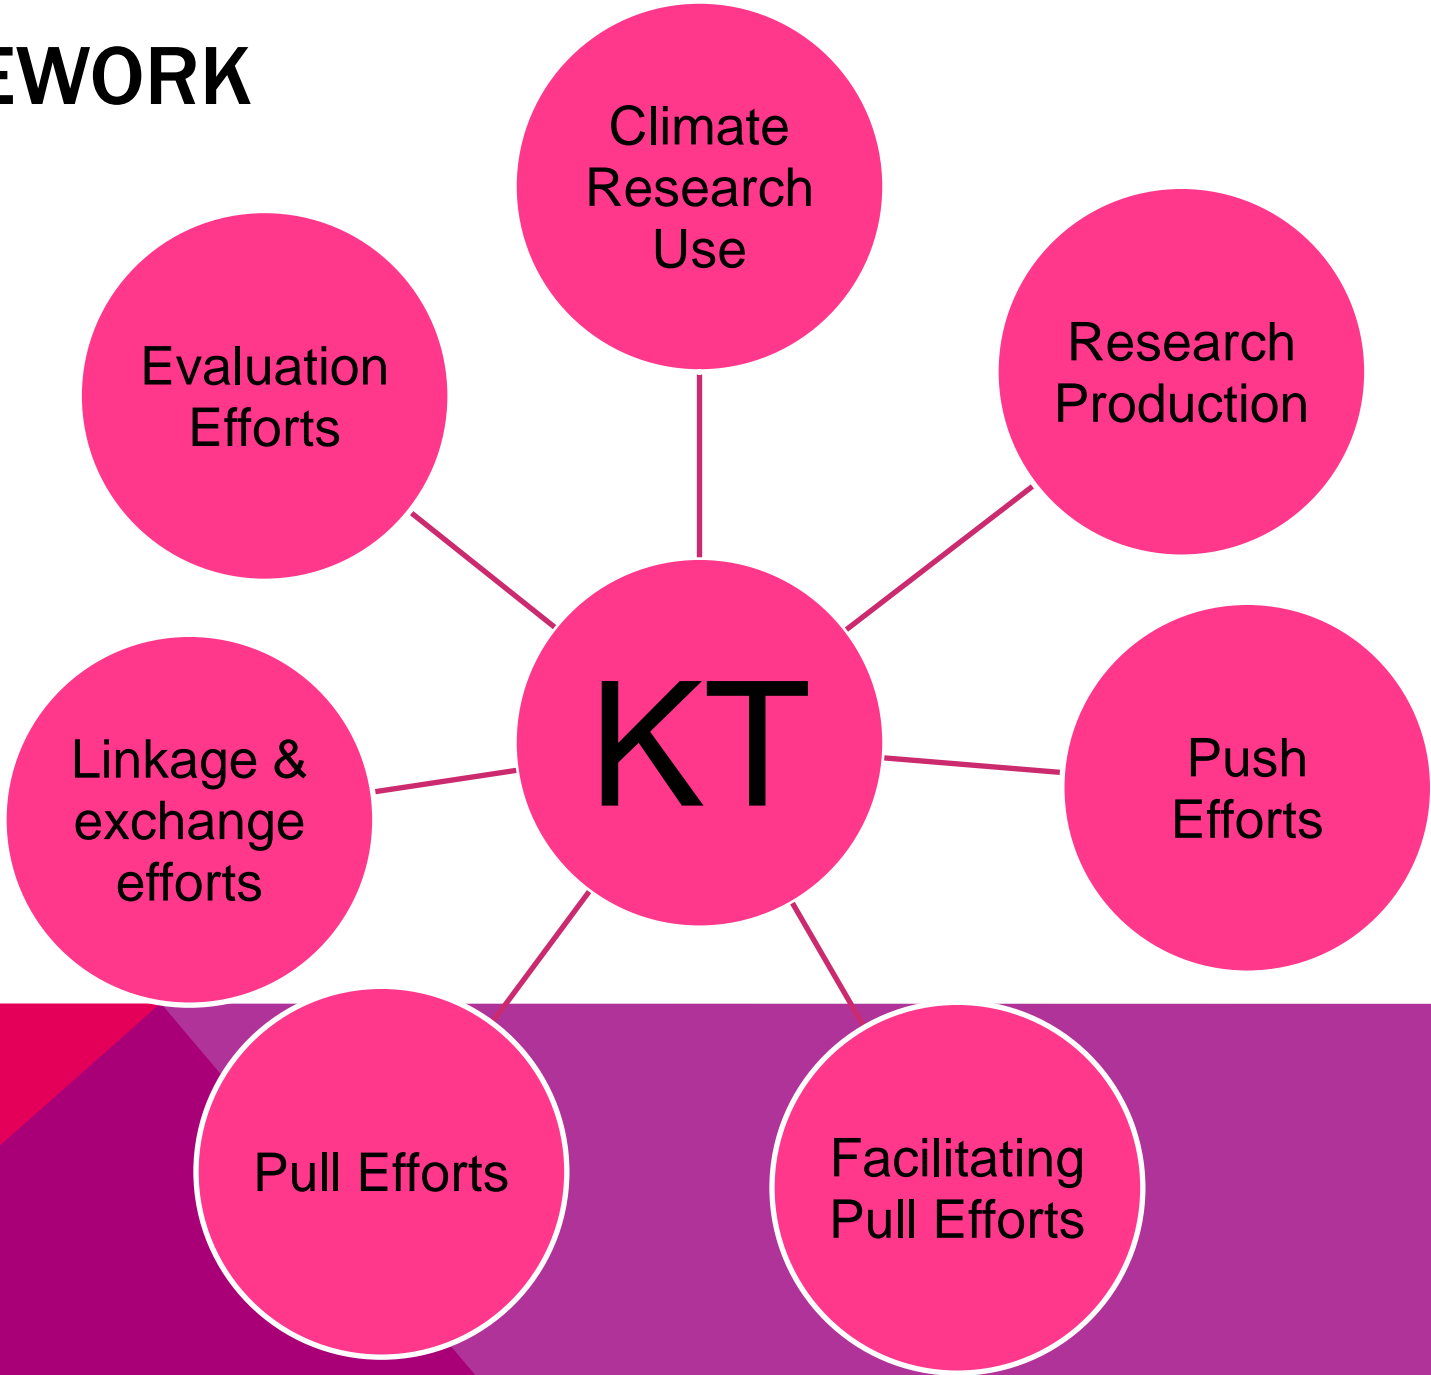 EWORK
Climate
Research
Use
Research
Production
Push
Efforts
Facilitating
Pull Efforts
Pull Efforts
Linkage &
exchange
efforts
Evaluation
Efforts
KT